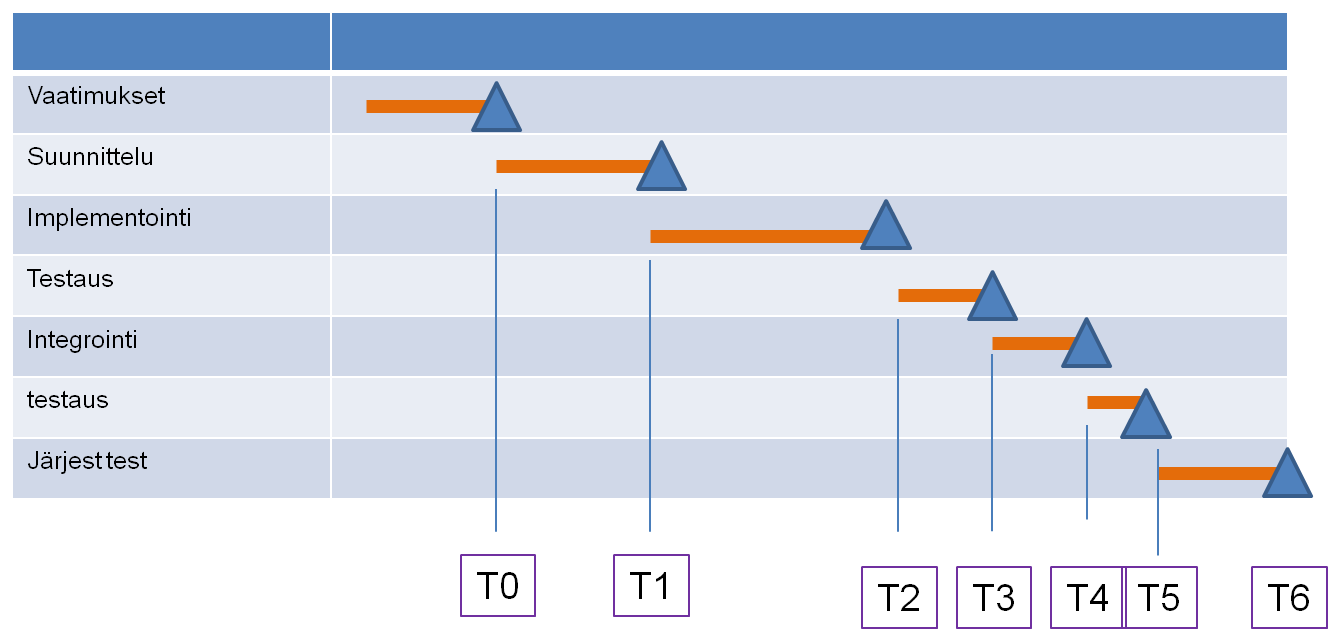 Vaatimukset
Suunnittelu
Implementointi
Testaus
Integrointi
testaus
Järjest test
T0
T1
T2
T3
T4
T5
T6